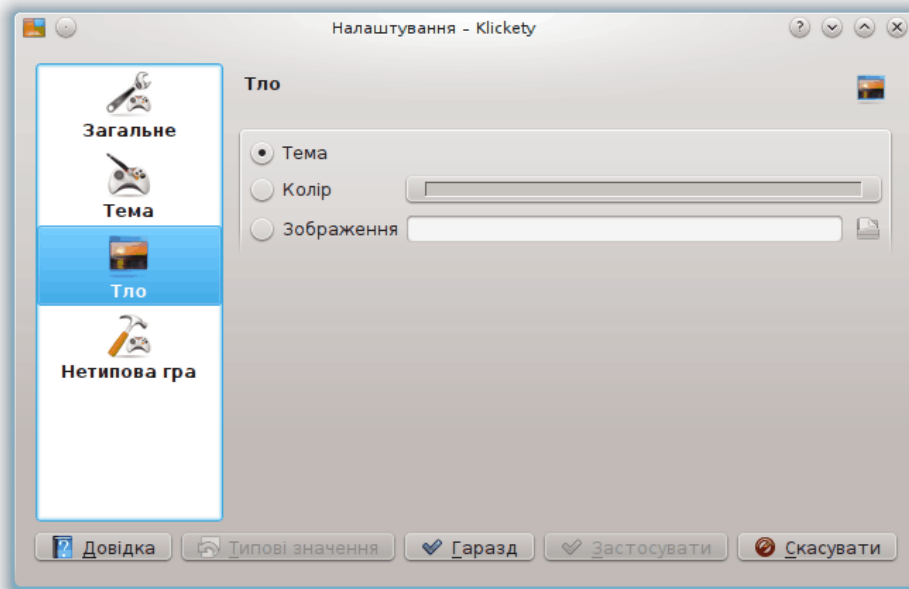 Налаштування – Klickety
Загальне
Тема
Тло
Нетипова гра
Тло
Тема
Колір
Зображення
Довідка
Типові значення
Гаразд
Застосувати
Скасувати